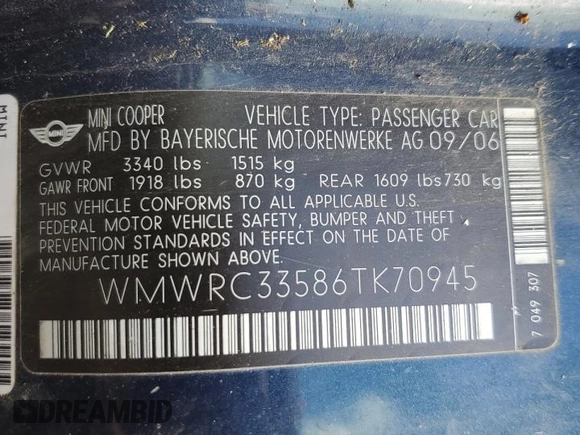 MINI
MINI COOPER VEHICLE TYPE: PASSENGER CAR
MFD BY BAYERISCHE MOTORENWERKE AG 09/06
GVWR 3340 lbs 1515 kg
GAWR FRONT 1918 lbs 870 kg REAR 1609 lbs 730 kg
THIS VEHICLE CONFORMS TO ALL APPLICABLE U.S.
FEDERAL MOTOR VEHICLE SAFETY, BUMPER AND THEFT
PREVENTION STANDARDS IN EFFECT ON THE DATE OF
MANUFACTURE SHOWN ABOVE.
WMWRC33586TK70945
7 049 307
MINI
DREAMBID